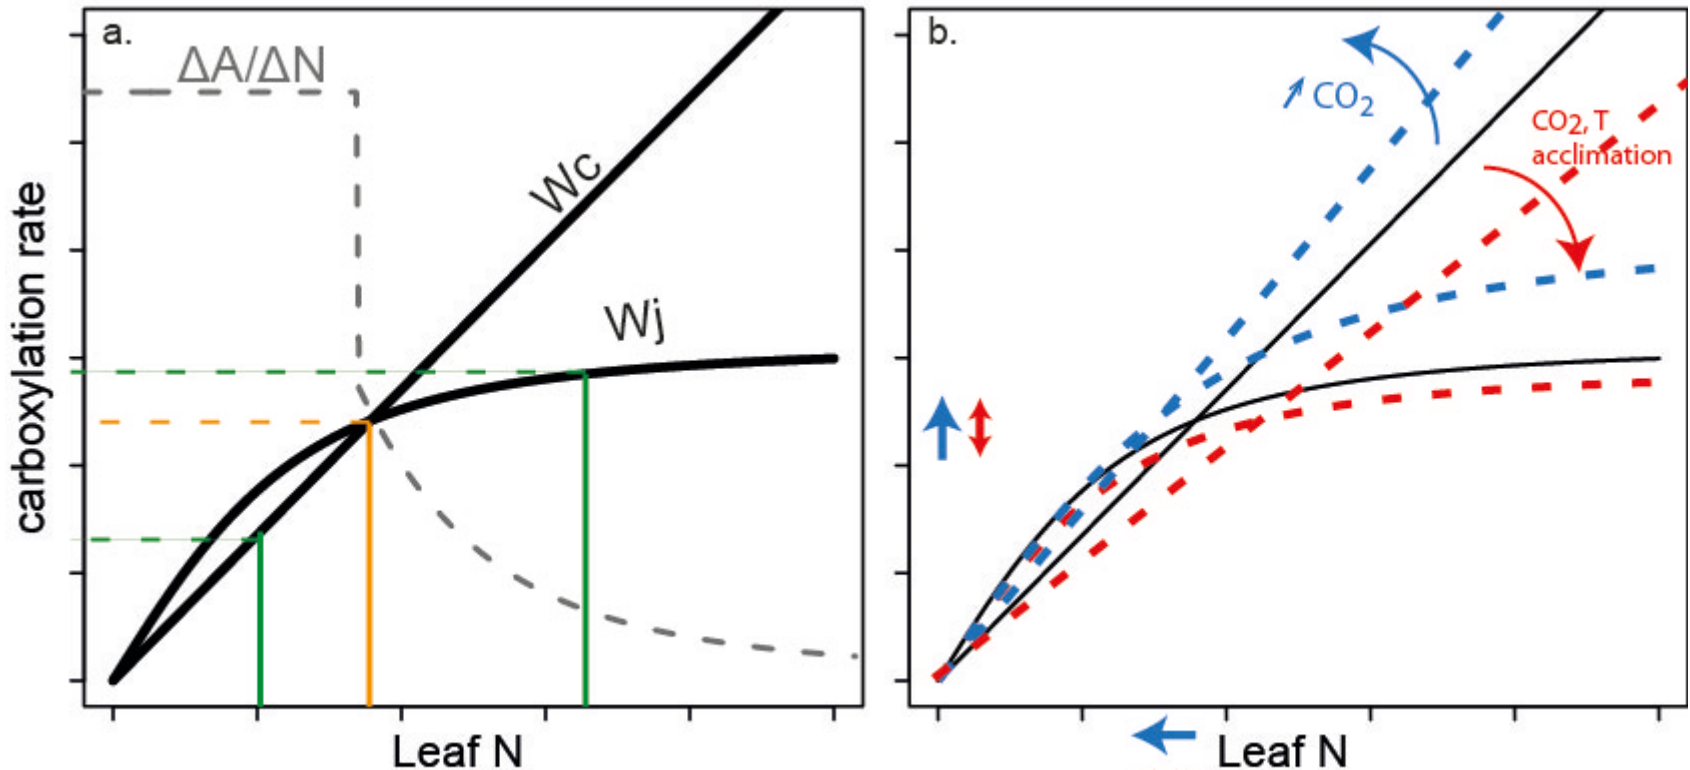 a.
ΔA/ΔN
Wc
Wj
carboxylation rate
Leaf N
b.
CO2
CO2, T
acclimation
Leaf N